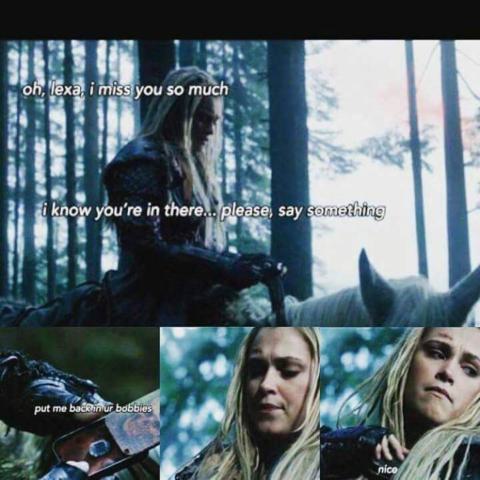 oh, lexa, i miss you so much
i know you're in there... please, say something
put me back in ur bobbies
nice